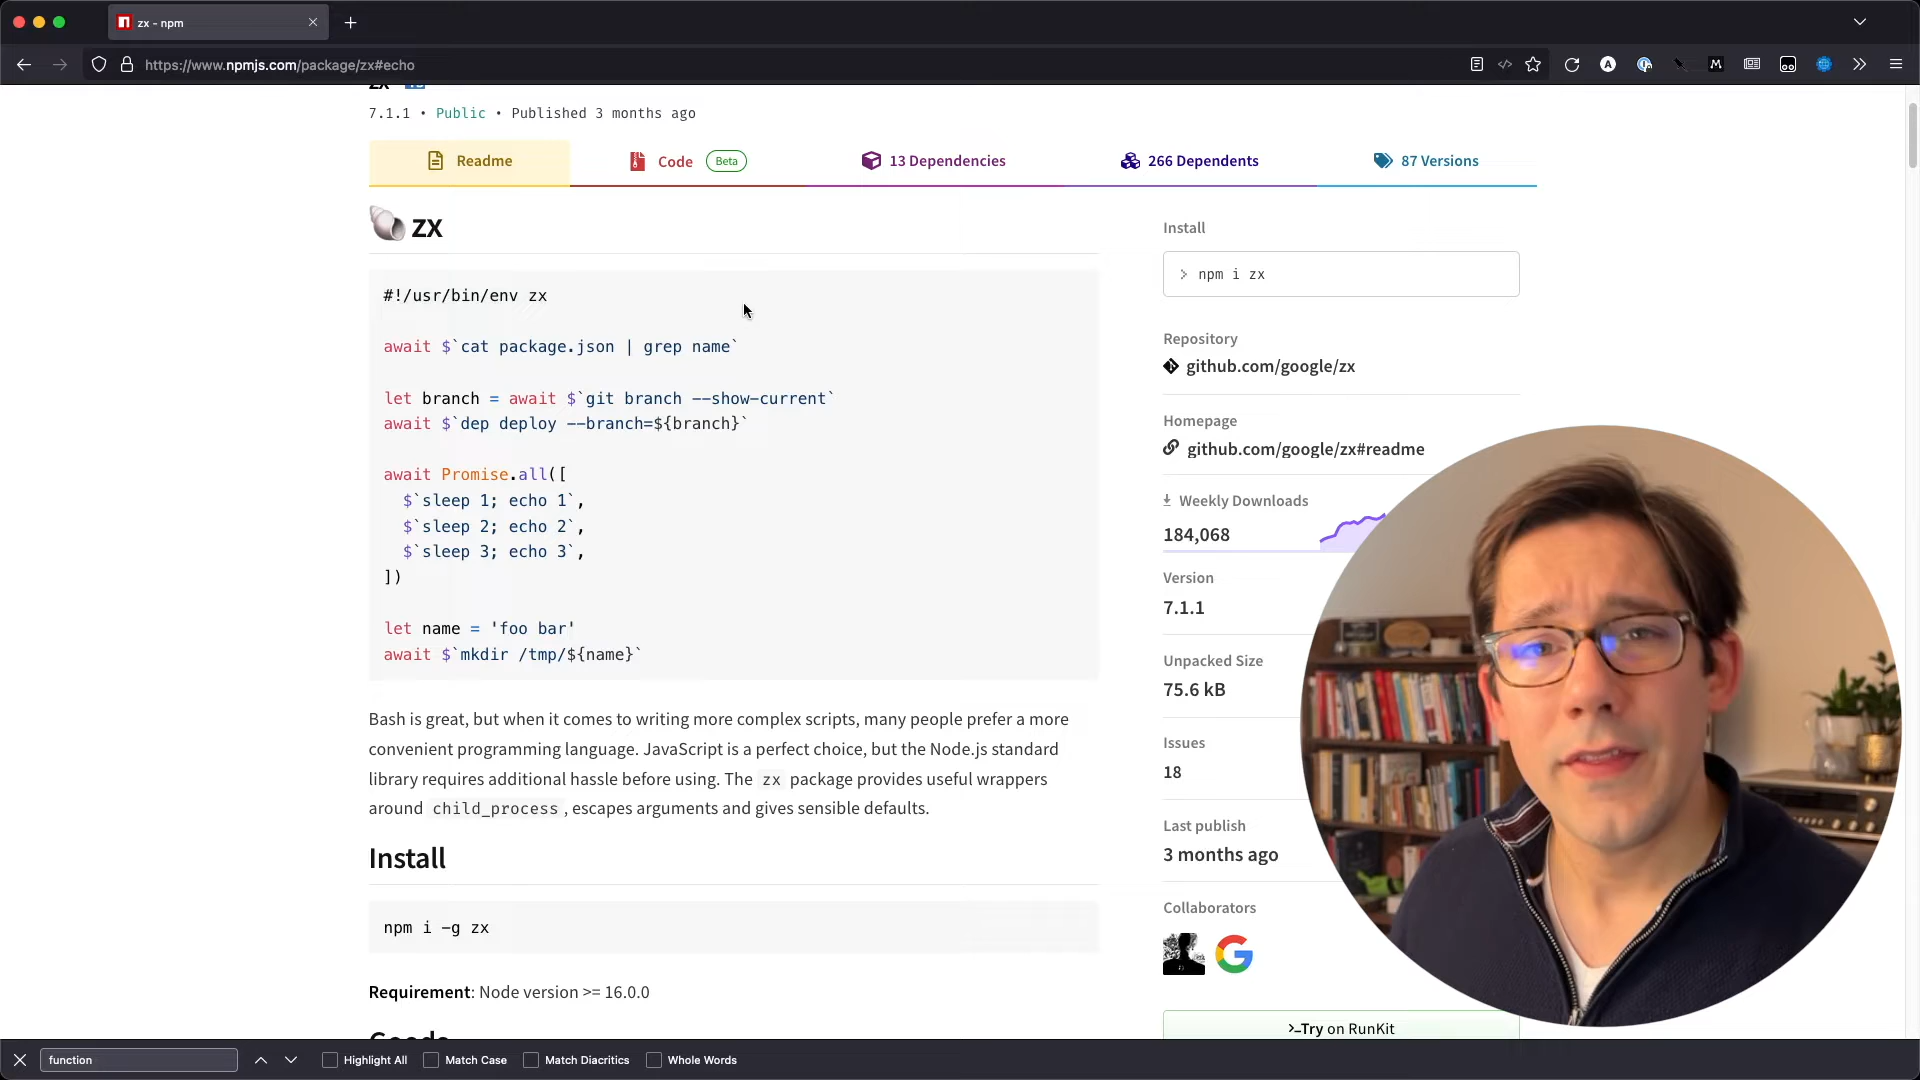 zx - npm
https://www.npmjs.com/package/zx#echo
7.1.1 • Public • Published 3 months ago
Readme
Code Beta
13 Dependencies
266 Dependents
87 Versions
zx
#!/usr/bin/env zx
await $`cat package.json | grep name`
let branch = await $`git branch --show-current`
await $`dep deploy --branch=${branch}`
await Promise.all([
$`sleep 1; echo 1`,
$`sleep 2; echo 2`,
$`sleep 3; echo 3`,
])
let name = 'foo bar'
await $`mkdir /tmp/${name}`
Bash is great, but when it comes to writing more complex scripts, many people prefer a more
convenient programming language. JavaScript is a perfect choice, but the Node.js standard
library requires additional hassle before using. The zx package provides useful wrappers
around child_process, escapes arguments and gives sensible defaults.
Install
npm i -g zx
Requirement: Node version >= 16.0.0
Install
> npm i zx
Repository
github.com/google/zx
Homepage
github.com/google/zx#readme
Weekly Downloads
184,068
Version
7.1.1
Unpacked Size
75.6 kB
Issues
18
Last publish
3 months ago
Collaborators
>-Try on RunKit
function
Highlight All
Match Case
Match Diacritics
Whole Words